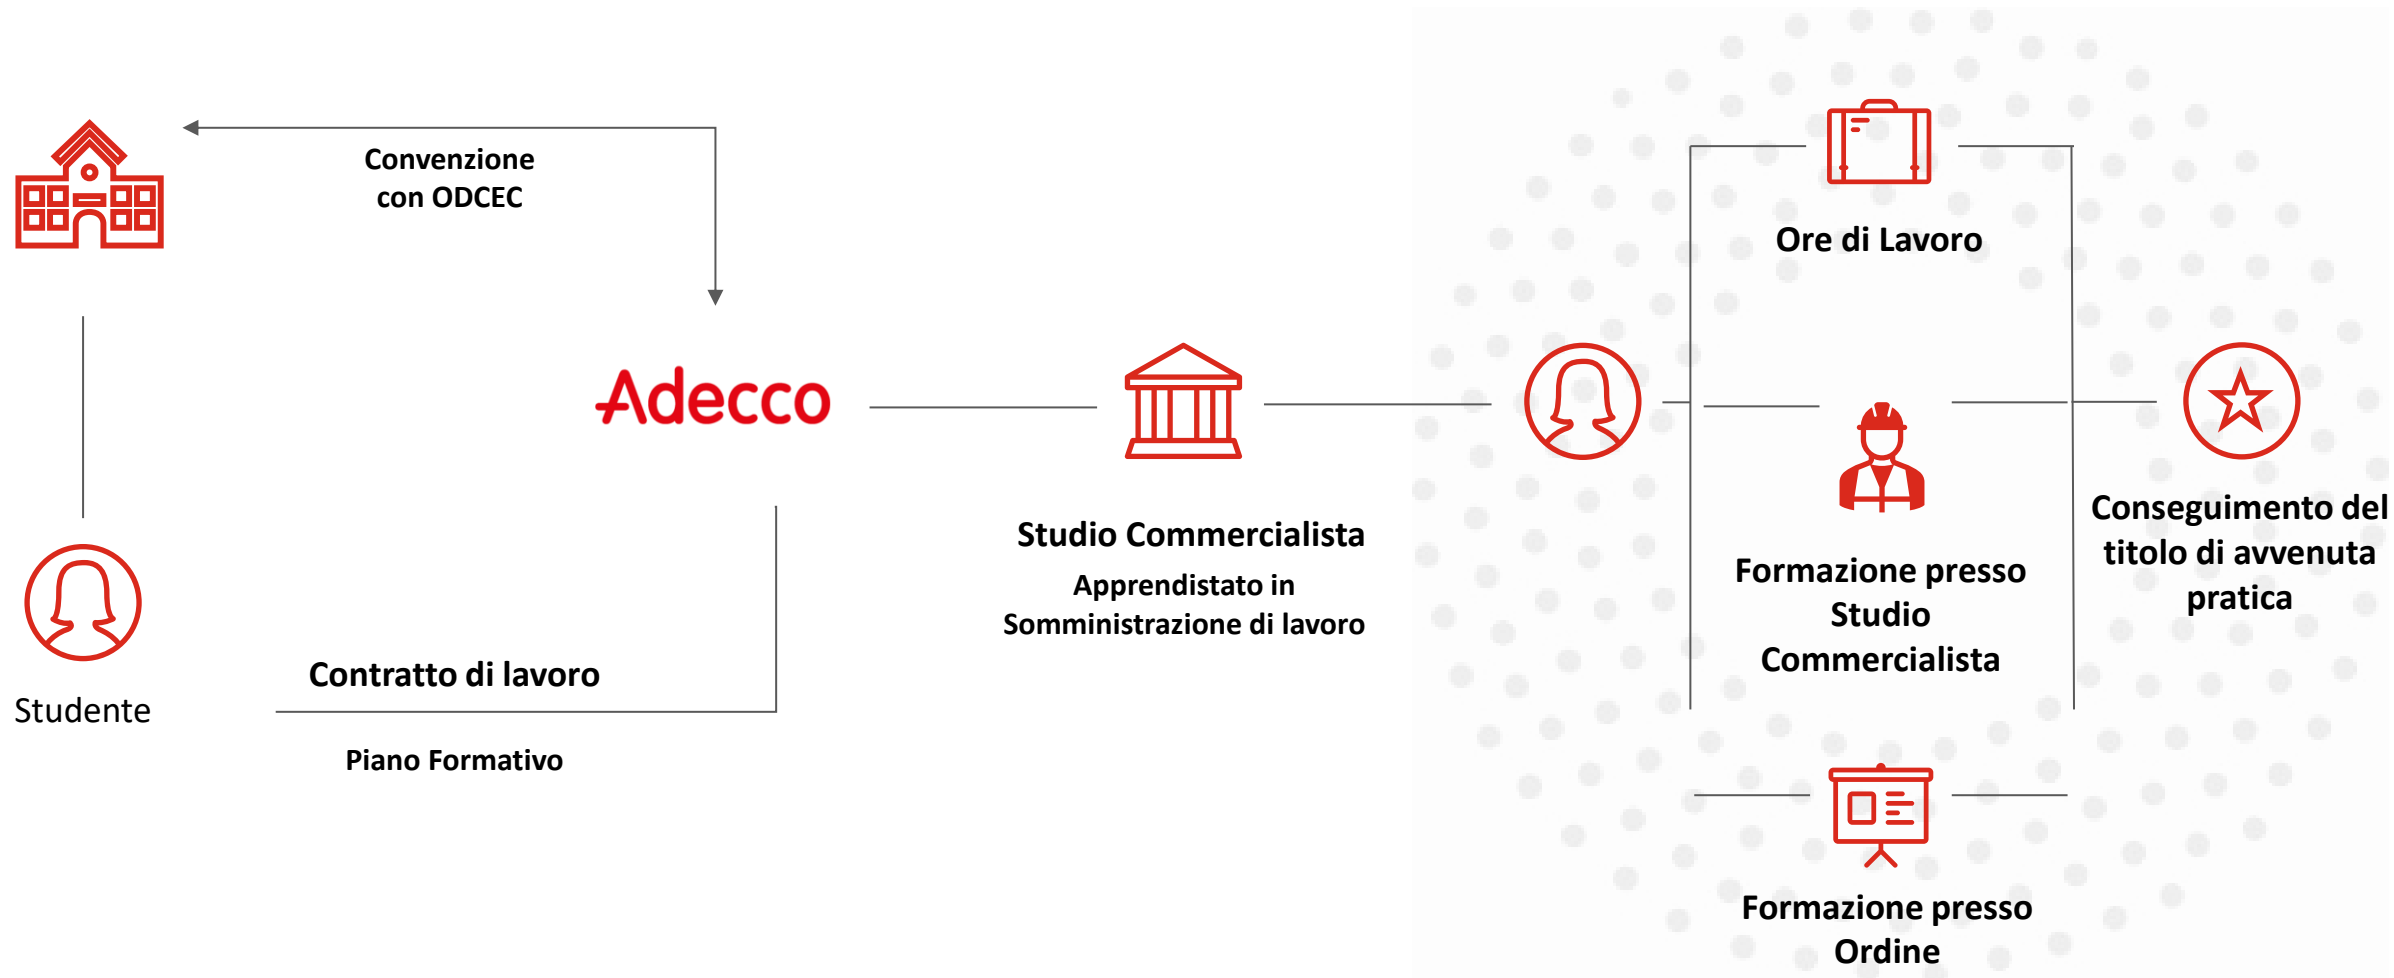 Convenzione
con ODCEC
Adecco
Studente
Contratto di lavoro
Piano Formativo
Studio Commercialista
Apprendistato in
Somministrazione di lavoro
Ore di Lavoro
Formazione presso
Studio
Commercialista
Formazione presso
Ordine
Conseguimento del
titolo di avvenuta
pratica